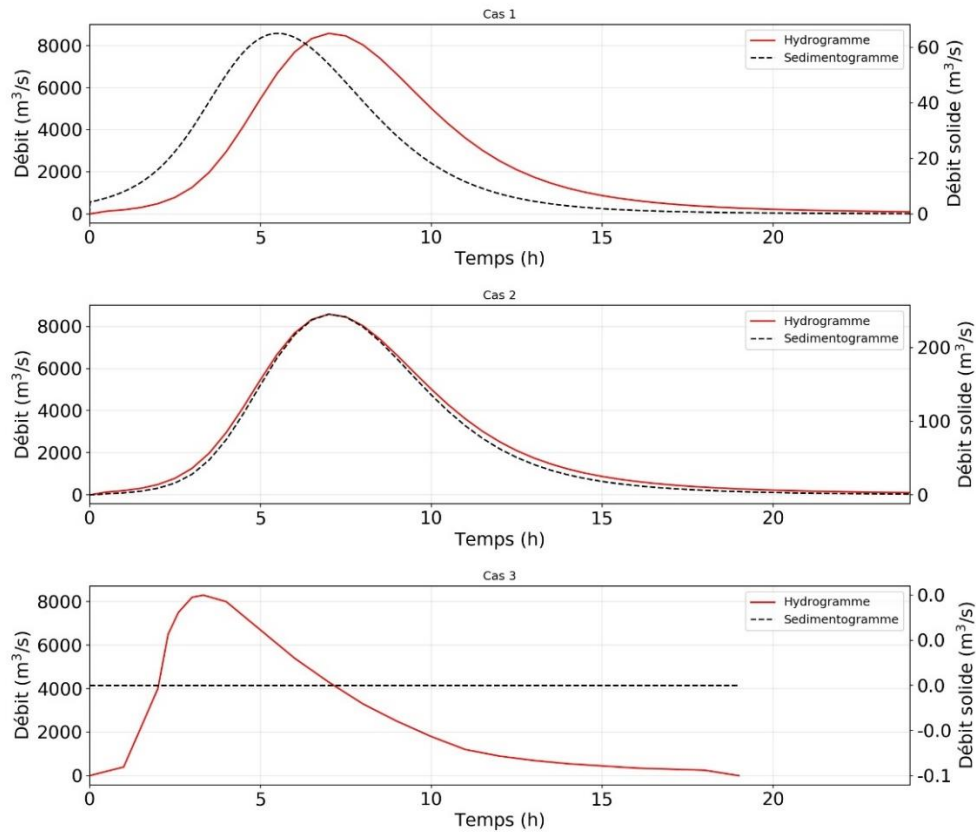 Cas 1
8000
6000
4000
2000
0
Débit (m³/s)
60
40
20
0
Débit solide (m³/s)
Hydrogramme
Sedimentogramme
0 5 10 15 20
Temps (h)
Cas 2
8000
6000
4000
2000
0
Débit (m³/s)
200
100
0
Débit solide (m³/s)
Hydrogramme
Sedimentogramme
0 5 10 15 20
Temps (h)
Cas 3
8000
6000
4000
2000
0
Débit (m³/s)
0.0
0.0
0.0
-0.0
-0.1
Débit solide (m³/s)
Hydrogramme
Sedimentogramme
0 5 10 15 20
Temps (h)